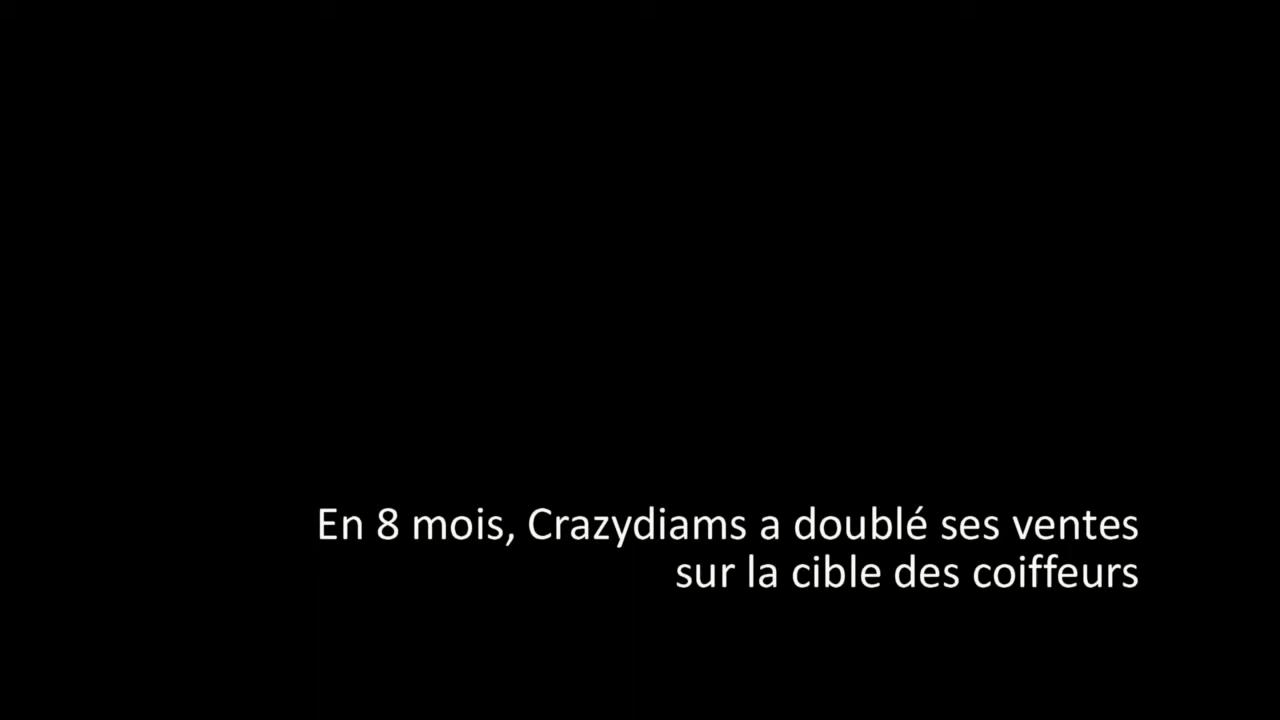 En 8 mois, Crazydiams a doublé ses ventes
sur la cible des coiffeurs